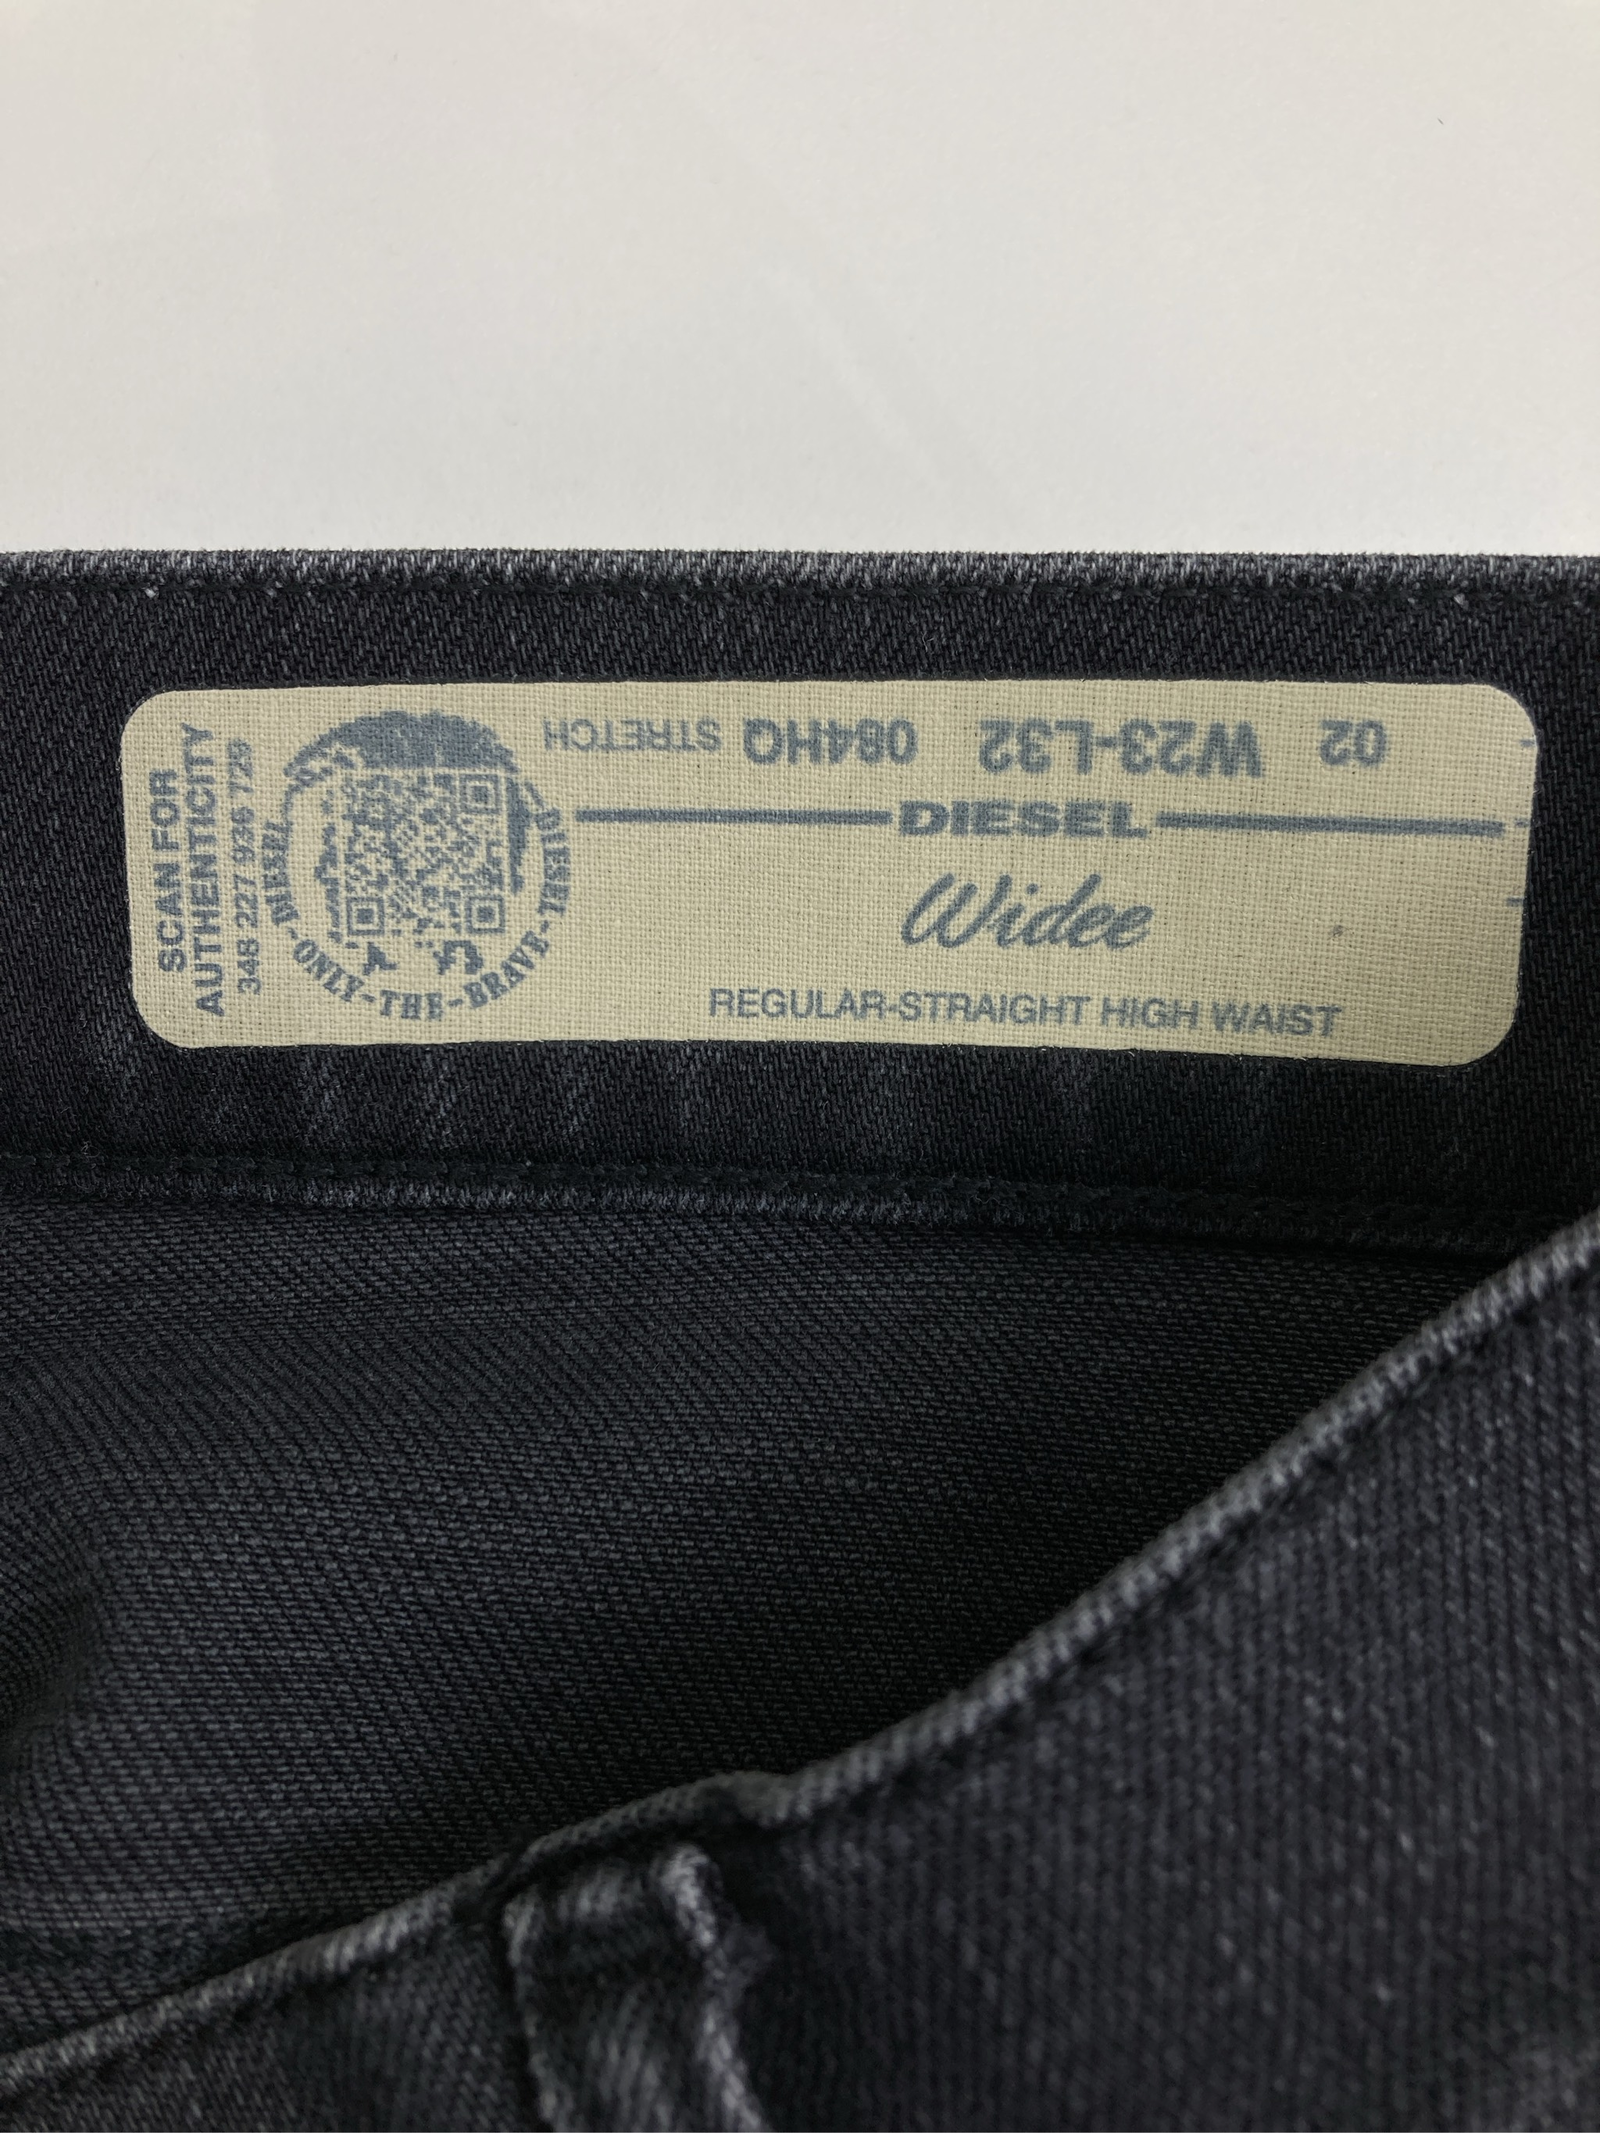 SCAN FOR
AUTHENTICITY
348 227 936 729
DIESEL-ONLY-THE-BRAVE-DIESEL
02 W23-L32 084HQ STRETCH
DIESEL
Widee
REGULAR-STRAIGHT HIGH WAIST